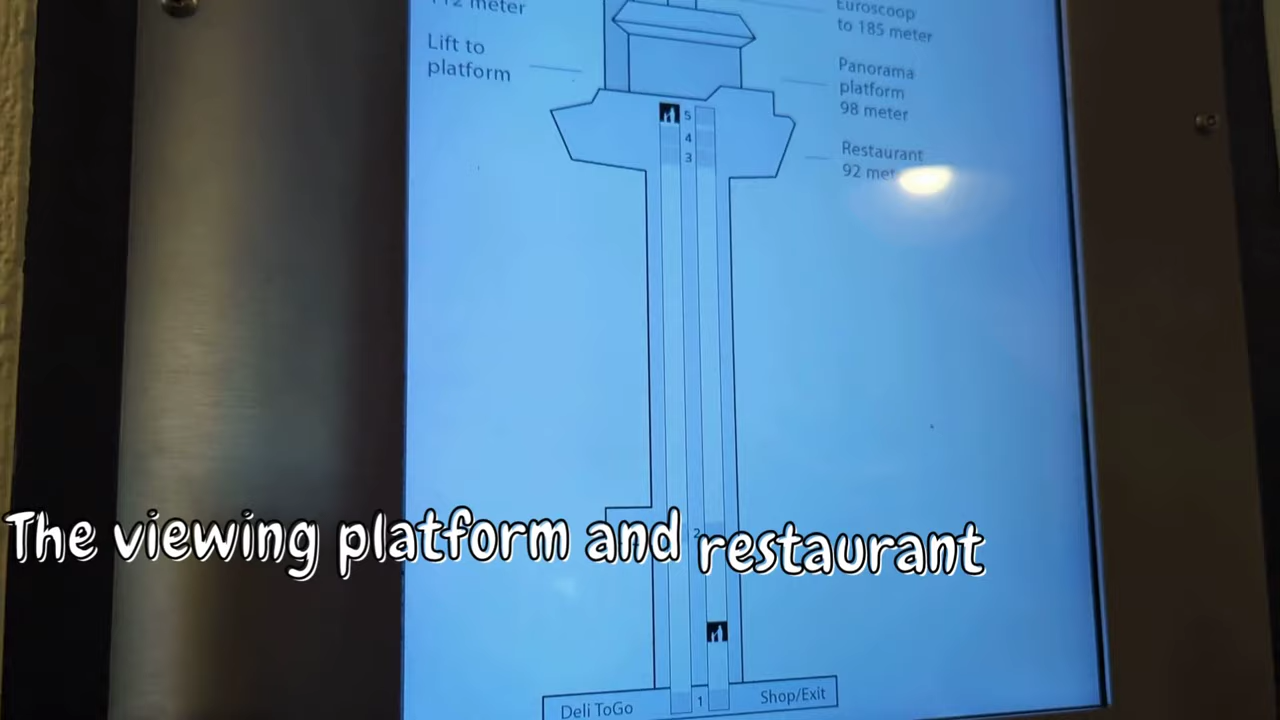 meter
Lift to
platform
Euroscoop
to 185 meter
Panorama
platform
98 meter
Restaurant
92
5
4
3
The viewing platform and restaurant
2
1
Deli ToGo
Shop/Exit